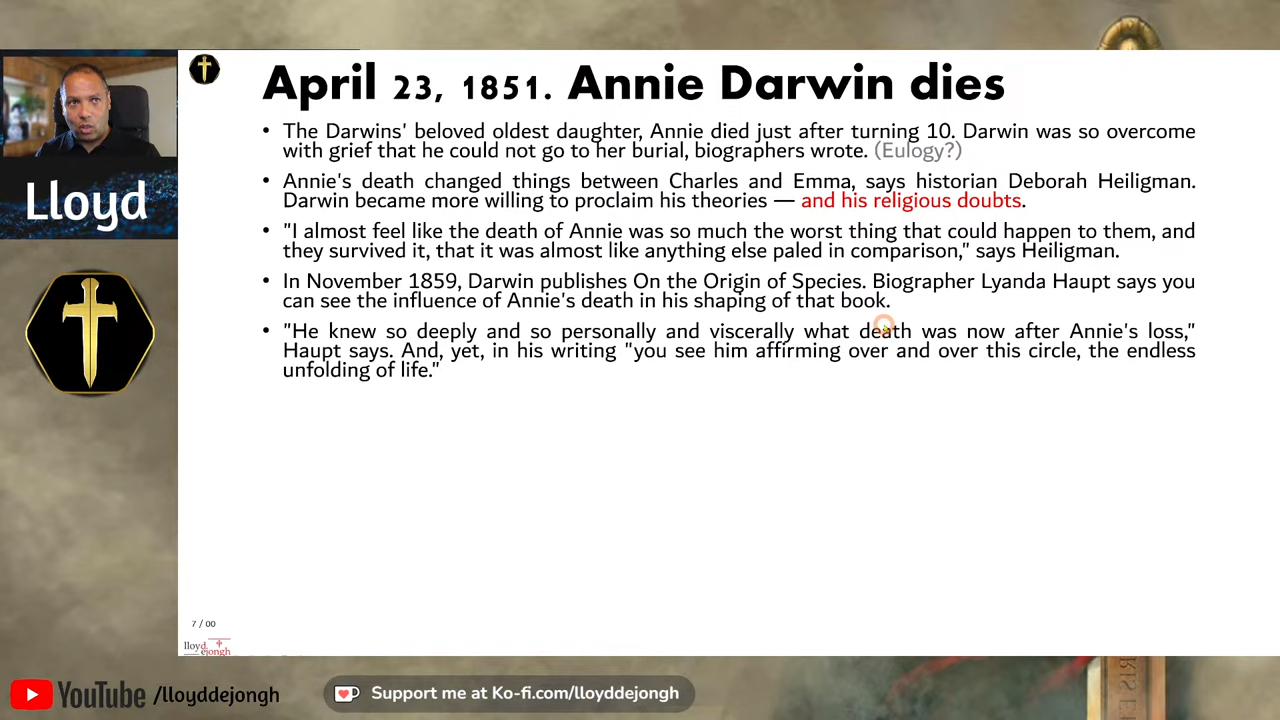 April 23, 1851. Annie Darwin dies
Lloyd
• The Darwins' beloved oldest daughter, Annie died just after turning 10. Darwin was so overcome
with grief that he could not go to her burial, biographers wrote. (Eulogy?)
• Annie's death changed things between Charles and Emma, says historian Deborah Heiligman.
Darwin became more willing to proclaim his theories — and his religious doubts.
• "I almost feel like the death of Annie was so much the worst thing that could happen to them, and
they survived it, that it was almost like anything else paled in comparison," says Heiligman.
• In November 1859, Darwin publishes On the Origin of Species. Biographer Lyanda Haupt says you
can see the influence of Annie's death in his shaping of that book.
• "He knew so deeply and so personally and viscerally what death was now after Annie's loss,"
Haupt says. And, yet, in his writing "you see him affirming over and over this circle, the endless
unfolding of life."
7 / 00
lloyd
ejongh
YouTube /lloyddejongh
Support me at Ko-fi.com/lloyddejongh